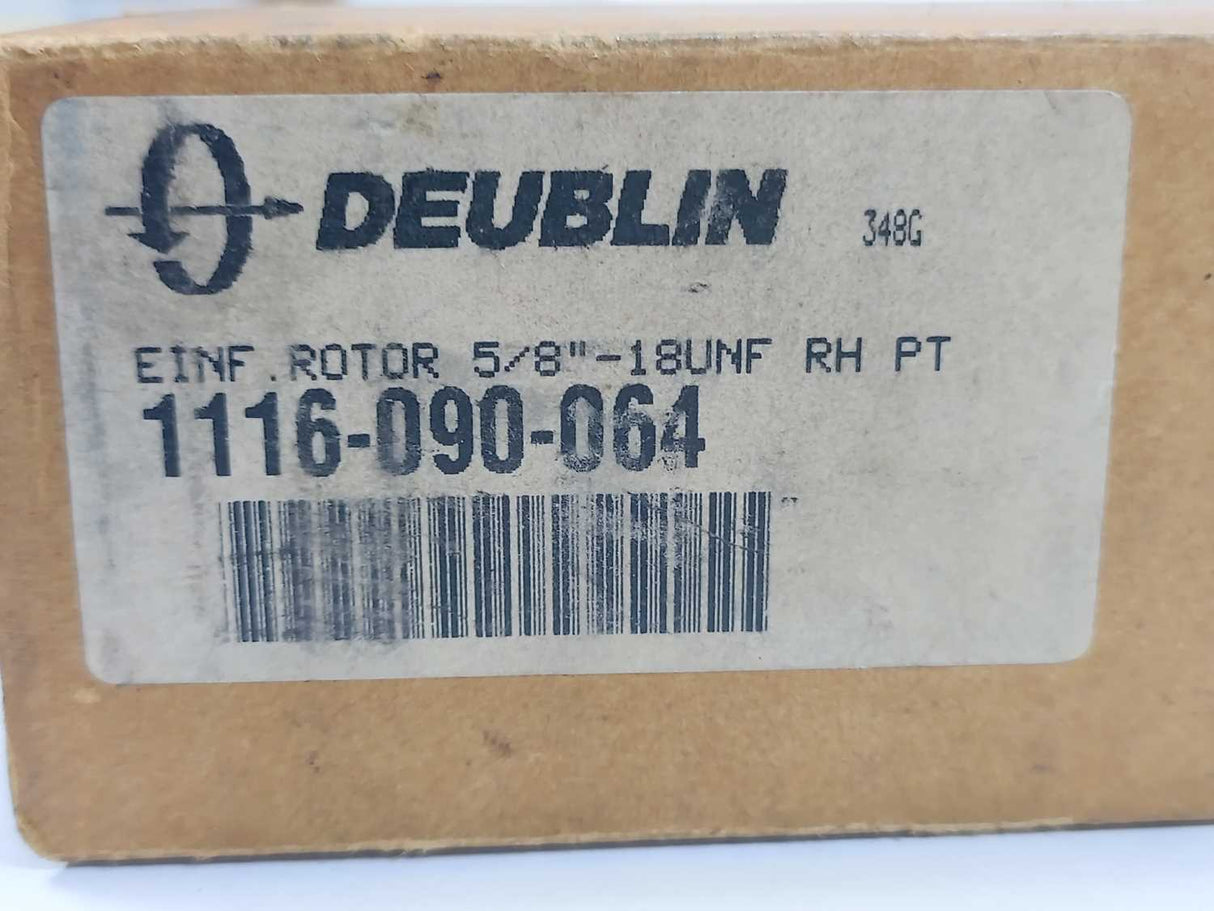 DEUBLIN 348G
EINF.ROTOR 5/8"-18UNF RH PT
1116-090-064